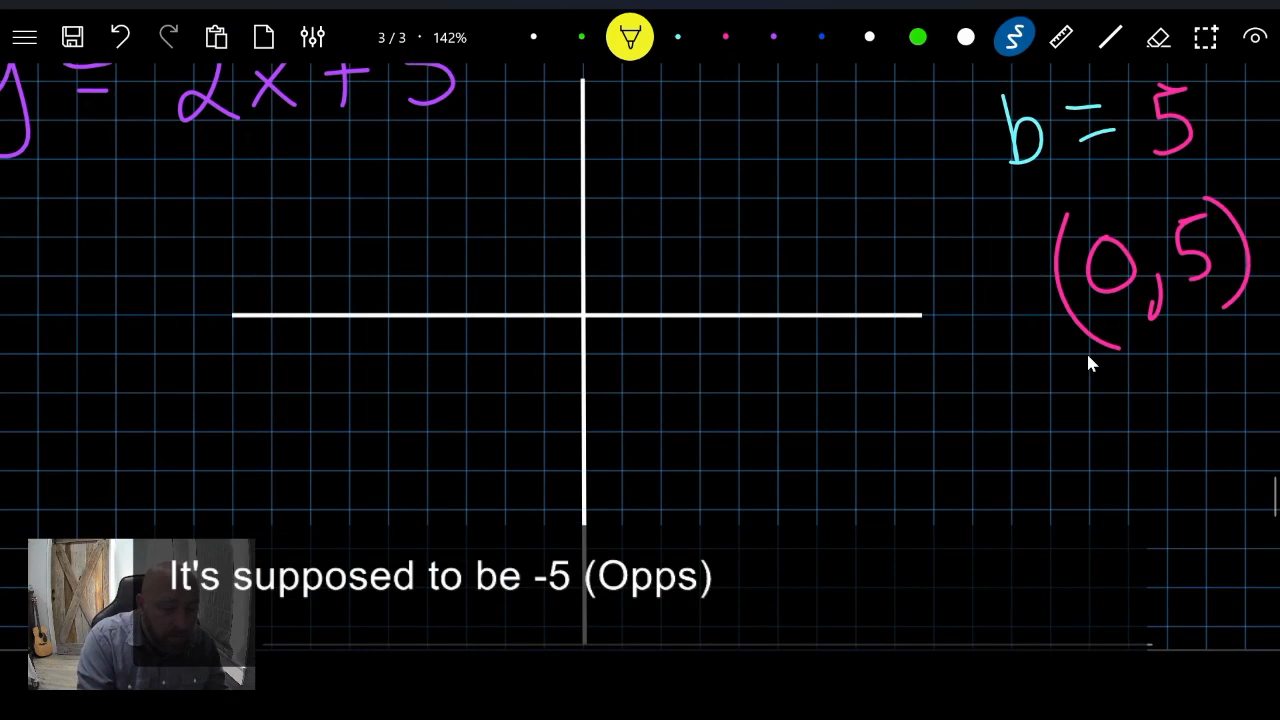 3 / 3 · 142%
y = 2x + 5
b = 5
(0,5)
It's supposed to be -5 (Opps)